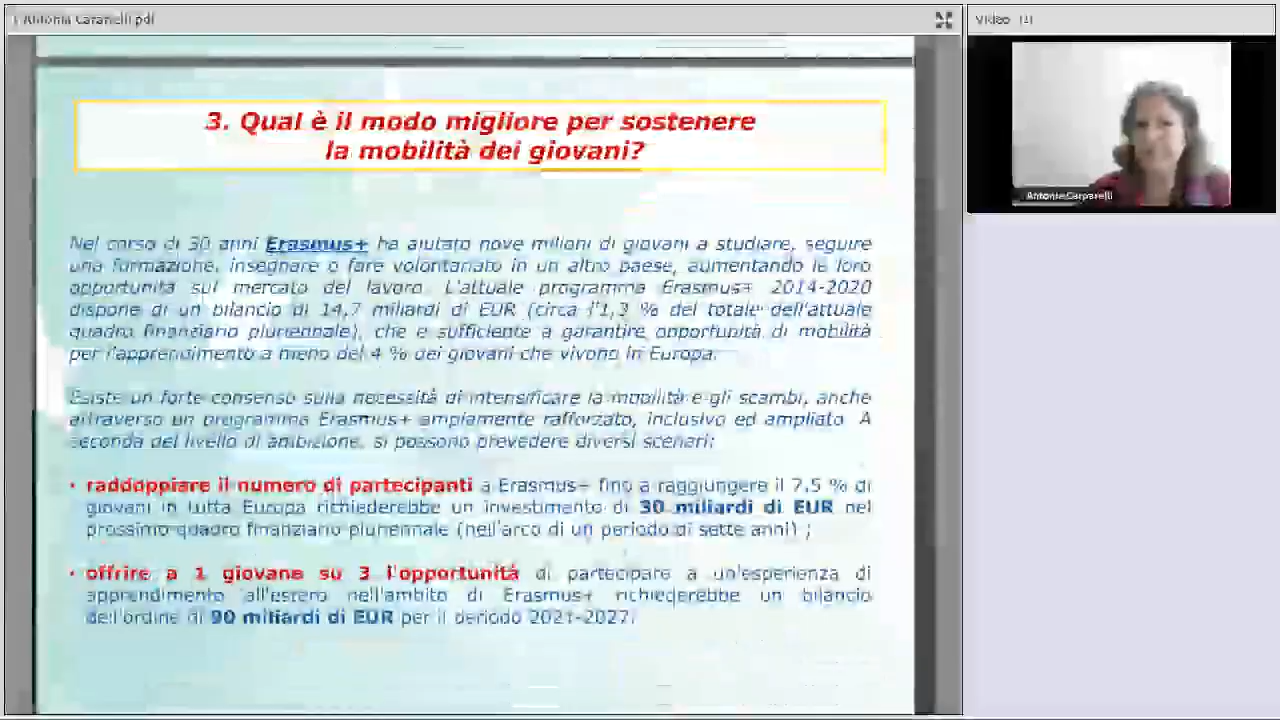 Antonia Carparelli pdf
Video (1)
Antonia Carparelli
3. Qual è il modo migliore per sostenere
la mobilità dei giovani?
Nel corso di 30 anni Erasmus+ ha aiutato nove milioni di giovani a studiare, seguire
una formazione, insegnare o fare volontariato in un altro paese, aumentando le loro
opportunità sul mercato del lavoro. L'attuale programma Erasmus+ 2014-2020
dispone di un bilancio di 14,7 miliardi di EUR (circa l'1,3 % del totale dell'attuale
quadro finanziario pluriennale), che è sufficiente a garantire opportunità di mobilità
per l'apprendimento a meno del 4 % dei giovani che vivono in Europa.
Esiste un forte consenso sulla necessità di intensificare la mobilità e gli scambi, anche
attraverso un programma Erasmus+ ampiamente rafforzato, inclusivo ed ampliato. A
seconda del livello di ambizione, si possono prevedere diversi scenari:
• raddoppiare il numero di partecipanti a Erasmus+ fino a raggiungere il 7,5 % di
giovani in tutta Europa richiederebbe un investimento di 30 miliardi di EUR nel
prossimo quadro finanziario pluriennale (nell'arco di un periodo di sette anni) ;
• offrire a 1 giovane su 3 l'opportunità di partecipare a un'esperienza di
apprendimento all'estero nell'ambito di Erasmus+ richiederebbe un bilancio
dell'ordine di 90 miliardi di EUR per il periodo 2021-2027.